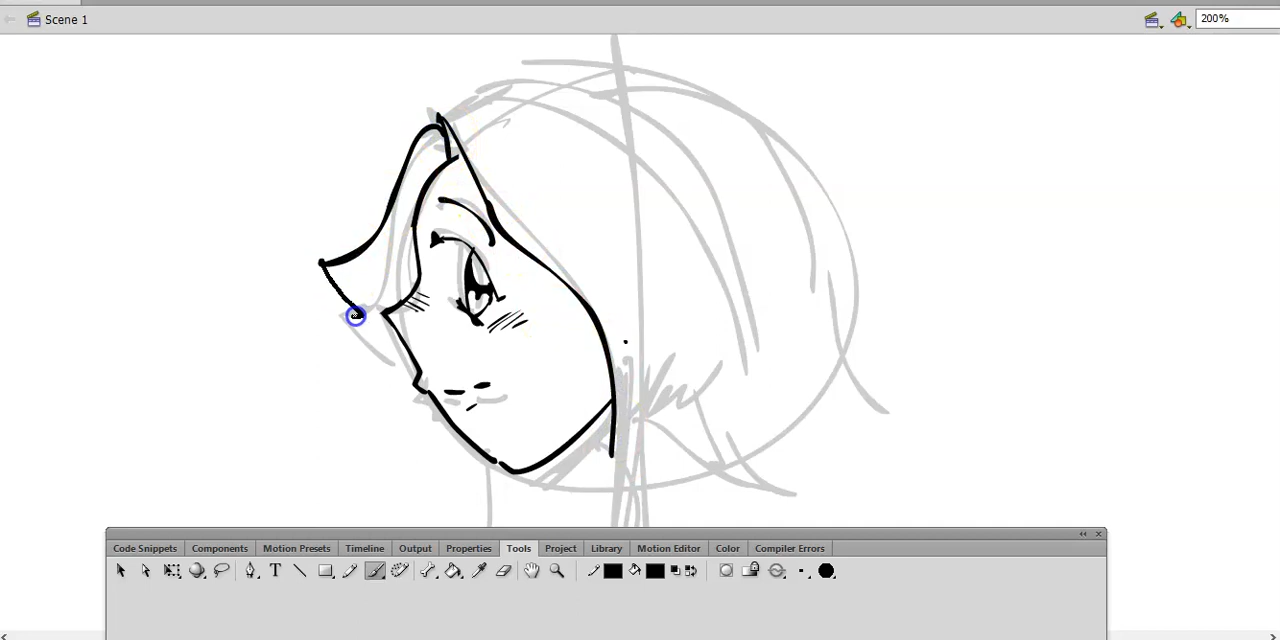 Scene 1
200%
Code Snippets
Components
Motion Presets
Timeline
Output
Properties
Tools
Project
Library
Motion Editor
Color
Compiler Errors